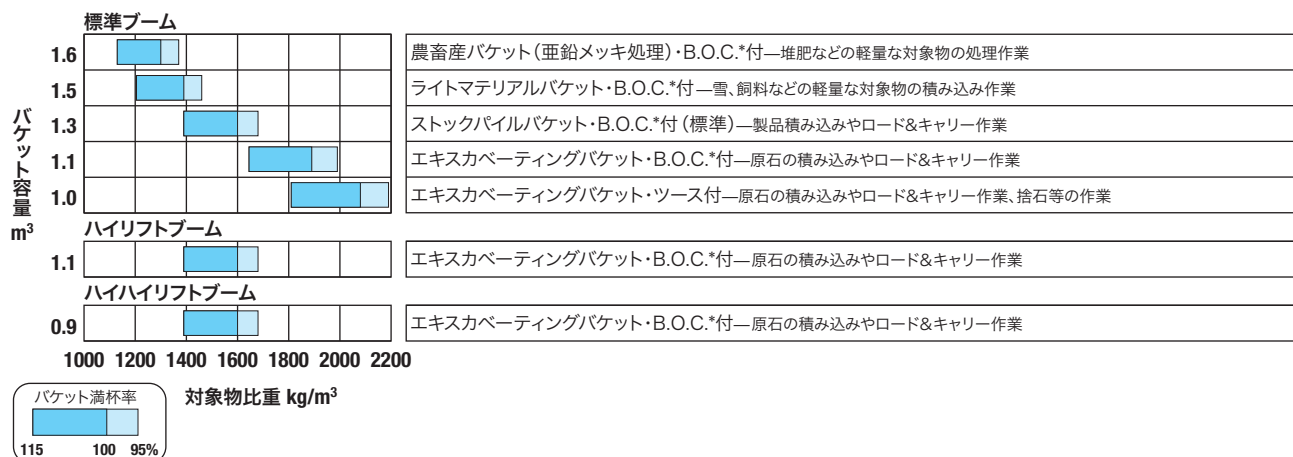 標準ブーム
1.6 農畜産バケット(亜鉛メッキ処理)・B.O.C.*付—堆肥などの軽量な対象物の処理作業
1.5 ライトマテリアルバケット・B.O.C.*付—雪、飼料などの軽量な対象物の積み込み作業
1.3 ストックパイルバケット・B.O.C.*付(標準)—製品積み込みやロード&キャリー作業
1.1 エキスカベーティングバケット・B.O.C.*付—原石の積み込みやロード&キャリー作業
1.0 エキスカベーティングバケット・ツース付—原石の積み込みやロード&キャリー作業、捨石等の作業
バケット容量 m³
ハイリフトブーム
1.1 エキスカベーティングバケット・B.O.C.*付—原石の積み込みやロード&キャリー作業
ハイハイリフトブーム
0.9 エキスカベーティングバケット・B.O.C.*付—原石の積み込みやロード&キャリー作業
1000 1200 1400 1600 1800 2000 2200
対象物比重 kg/m³
バケット満杯率
115 100 95%